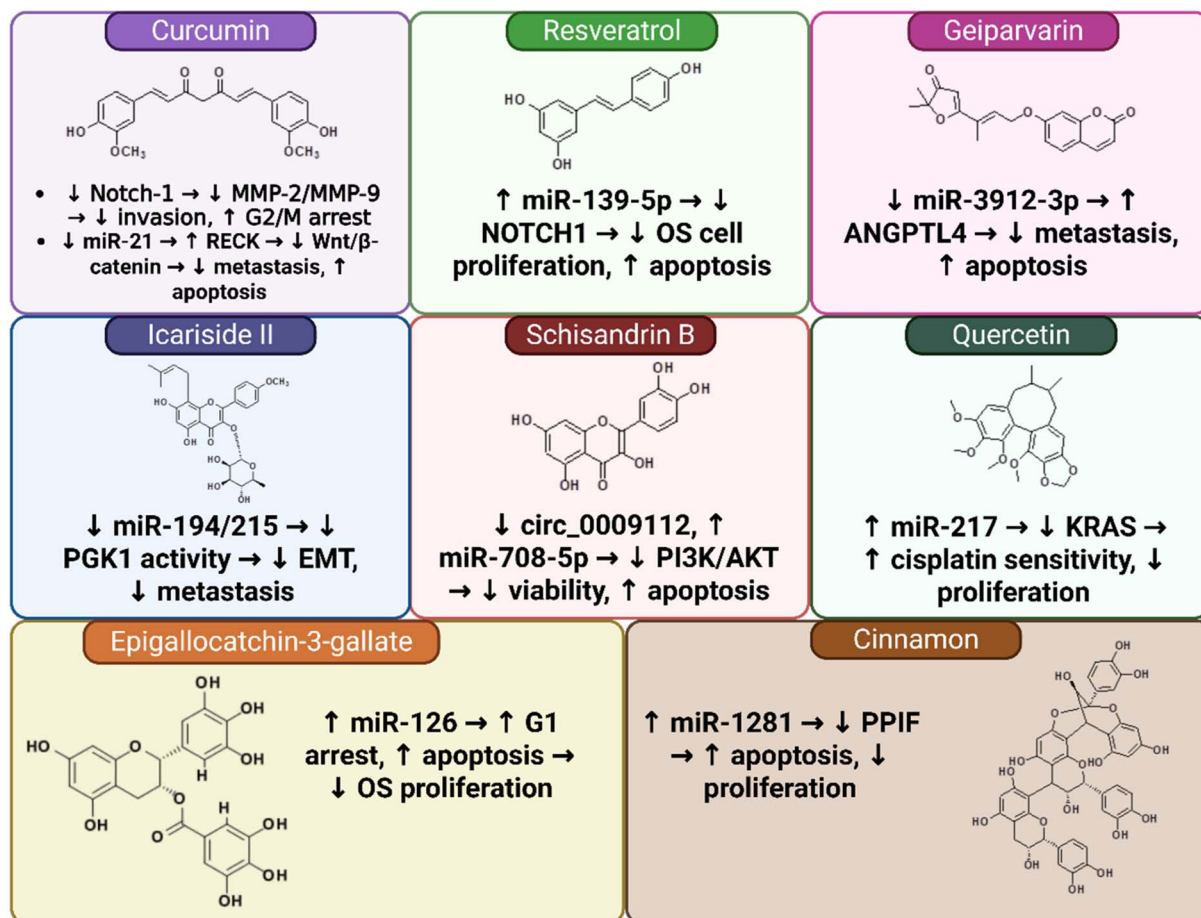 Curcumin
O
O
HO
OCH3
OCH3
OH
• ↓ Notch-1 → ↓ MMP-2/MMP-9
→ ↓ invasion, ↑ G2/M arrest
• ↓ miR-21 → ↑ RECK → ↓ Wnt/β-
catenin → ↓ metastasis, ↑
apoptosis
Resveratrol
OH
HO
OH
↑ miR-139-5p → ↓
NOTCH1 → ↓ OS cell
proliferation, ↑ apoptosis
Geiparvarin
O
O
O
O
O
↓ miR-3912-3p → ↑
ANGPTL4 → ↓ metastasis,
↑ apoptosis
Icariside II
OCH3
HO
O
OH
O
O
HO
O
HO
OH
↓ miR-194/215 → ↓
PGK1 activity → ↓ EMT,
↓ metastasis
Schisandrin B
OH
OH
HO
O
OH
OH
O
↓ circ_0009112, ↑
miR-708-5p → ↓ PI3K/AKT
→ ↓ viability, ↑ apoptosis
Quercetin
O
O
O
O
O
O
↑ miR-217 → ↓ KRAS →
↑ cisplatin sensitivity, ↓
proliferation
Epigallocatchin-3-gallate
OH
OH
HO
O
OH
H
O
OH
H
O
OH
OH
OH
↑ miR-126 → ↑ G1
arrest, ↑ apoptosis →
↓ OS proliferation
Cinnamon
OH
OH
HO
O
O
OH
OH
HO
O
OH
OH
OH
HO
O
OH
OH
OH
HO
↑ miR-1281 → ↓ PPIF
→ ↑ apoptosis, ↓
proliferation